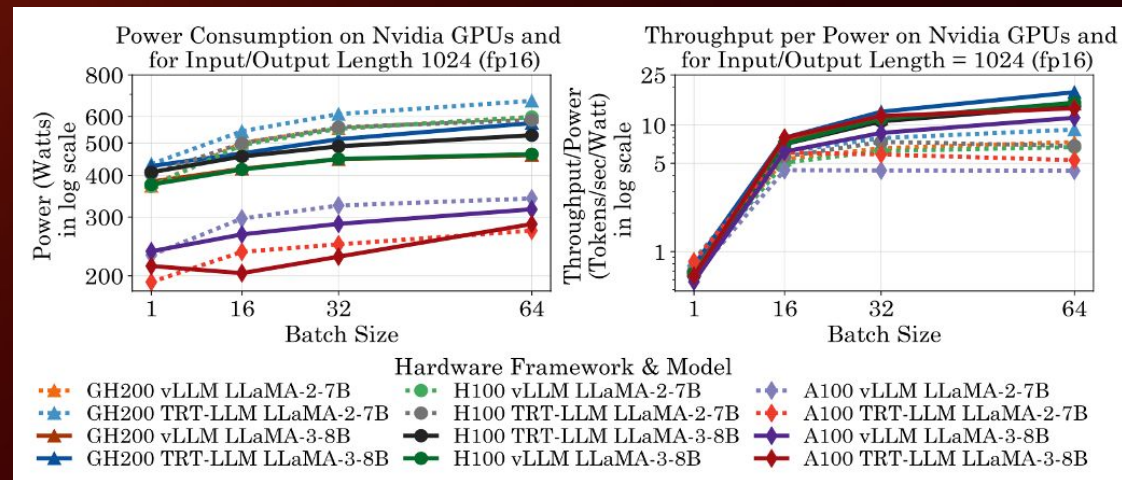 Power Consumption on Nvidia GPUs and
for Input/Output Length 1024 (fp16)
Power (Watts)
in log scale
800
600
500
400
300
200
1
16
32
64
Batch Size
Throughput per Power on Nvidia GPUs and
for Input/Output Length = 1024 (fp16)
Throughput/Power
(Tokens/sec/Watt)
in log scale
25
10
5
1
1
16
32
64
Batch Size
Hardware Framework & Model
GH200 vLLM LLaMA-2-7B
GH200 TRT-LLM LLaMA-2-7B
GH200 vLLM LLaMA-3-8B
GH200 TRT-LLM LLaMA-3-8B
H100 vLLM LLaMA-2-7B
H100 TRT-LLM LLaMA-2-7B
H100 TRT-LLM LLaMA-3-8B
H100 vLLM LLaMA-3-8B
A100 vLLM LLaMA-2-7B
A100 TRT-LLM LLaMA-2-7B
A100 vLLM LLaMA-3-8B
A100 TRT-LLM LLaMA-3-8B